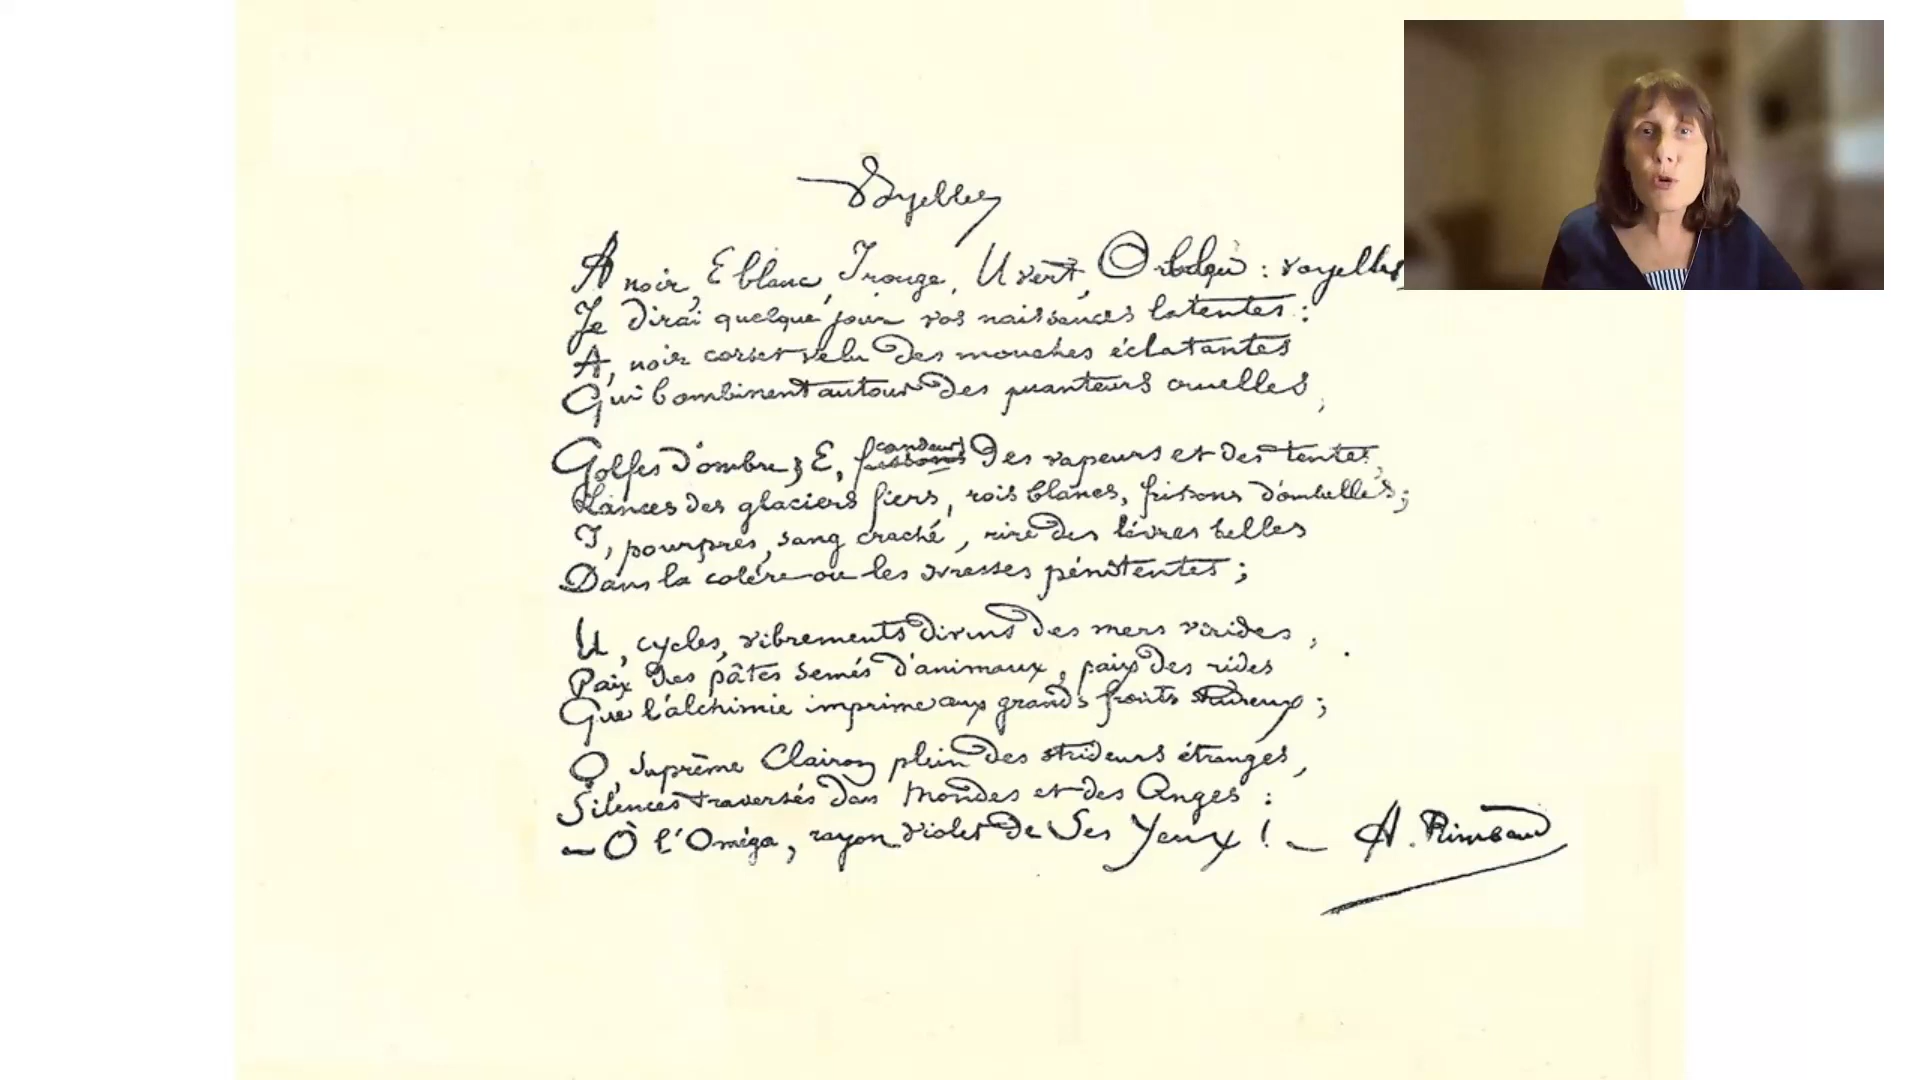 Voyelles
A noir, E blanc, I rouge, U vert, O bleu : voyelles
Je dirai quelque jour vos naissances latentes :
A, noir corset velu des mouches éclatantes
Qui bombinent autour des puanteurs cruelles,
Golfes d'ombre ; E, frissons candeurs des vapeurs et des tentes,
Lances des glaciers fiers, rois blancs, frissons d'ombelles ;
I, pourpres, sang craché, rire des lèvres belles
Dans la colère ou les ivresses pénitentes ;
U, cycles, vibrements divins des mers virides,
Paix des pâtis semés d'animaux, paix des rides
Que l'alchimie imprime aux grands fronts studieux ;
O, suprême Clairon plein des strideurs étranges,
Silences traversés des Mondes et des Anges :
— O l'Oméga, rayon violet de Ses Yeux ! —
A. Rimbaud